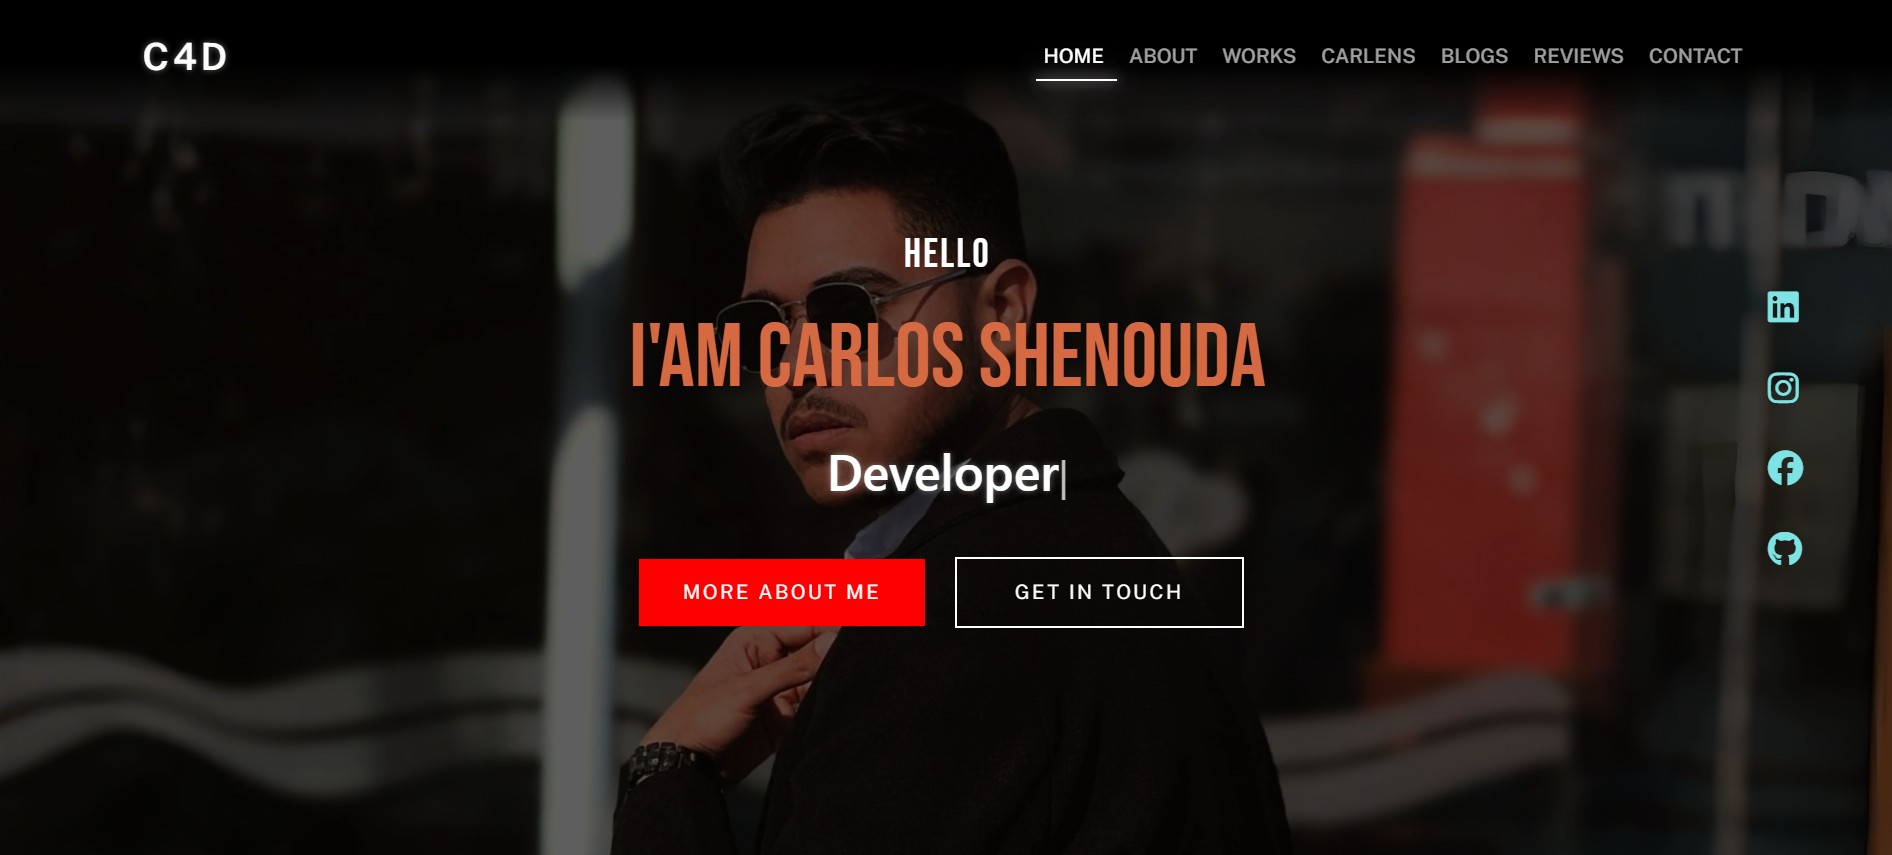 C4D
HOME ABOUT WORKS CARLENS BLOGS REVIEWS CONTACT
HELLO
I'AM CARLOS SHENOUDA
Developer|
MORE ABOUT ME GET IN TOUCH
in